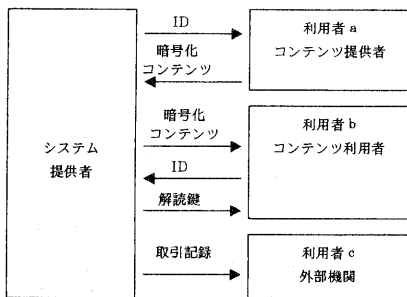 システム
提供者
ID
暗号化
コンテンツ
利用者 a
コンテンツ提供者
暗号化
コンテンツ
ID
解読鍵
利用者 b
コンテンツ利用者
取引記録
利用者 c
外部機関